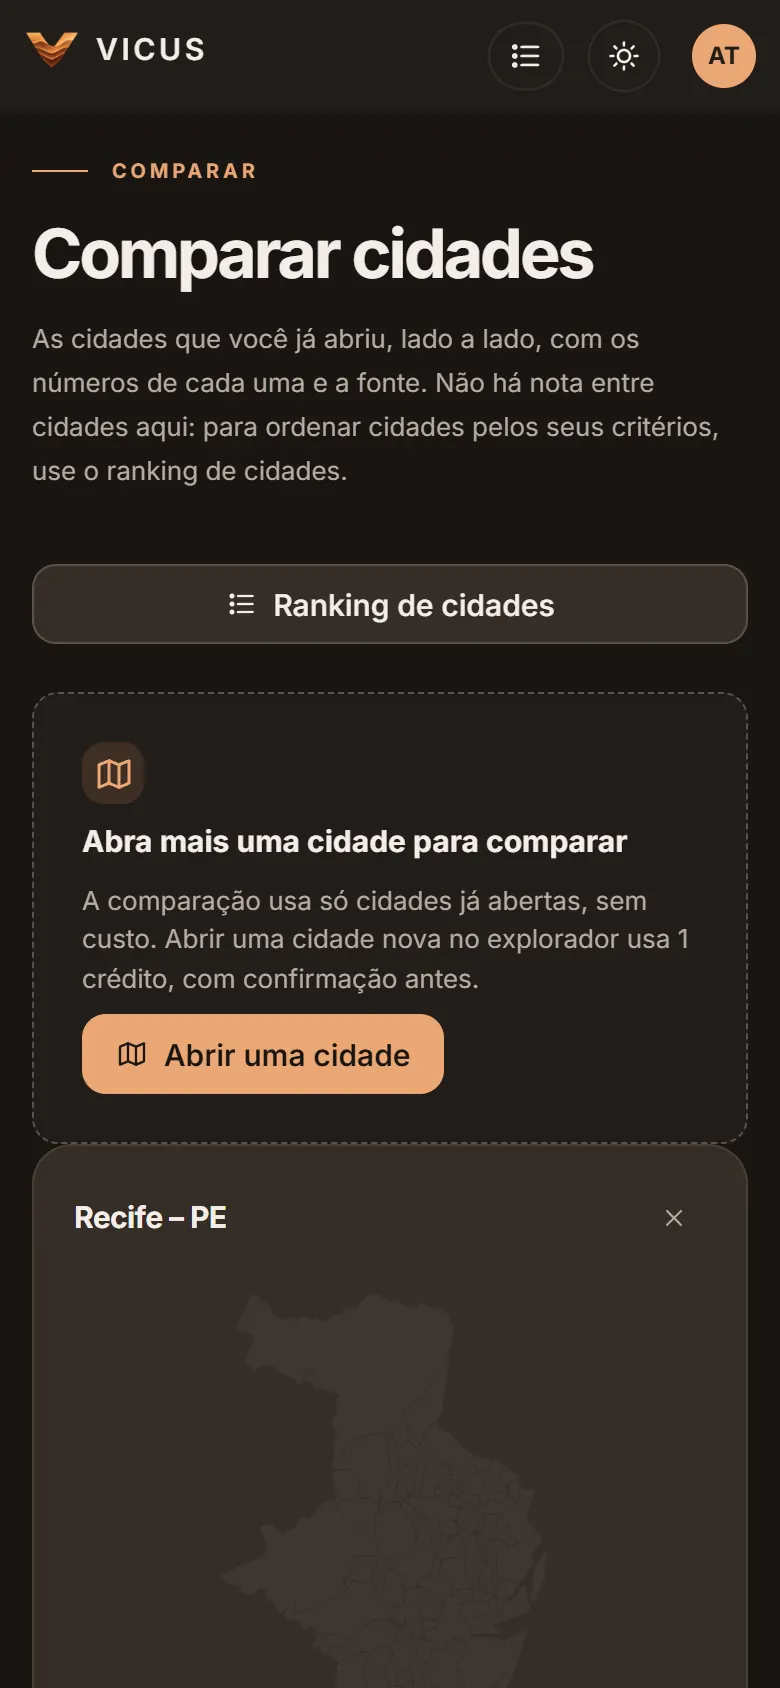 VICUS
AT
COMPARAR
Comparar cidades
As cidades que você já abriu, lado a lado, com os
números de cada uma e a fonte. Não há nota entre
cidades aqui: para ordenar cidades pelos seus critérios,
use o ranking de cidades.
Ranking de cidades
Abra mais uma cidade para comparar
A comparação usa só cidades já abertas, sem
custo. Abrir uma cidade nova no explorador usa 1
crédito, com confirmação antes.
Abrir uma cidade
Recife – PE